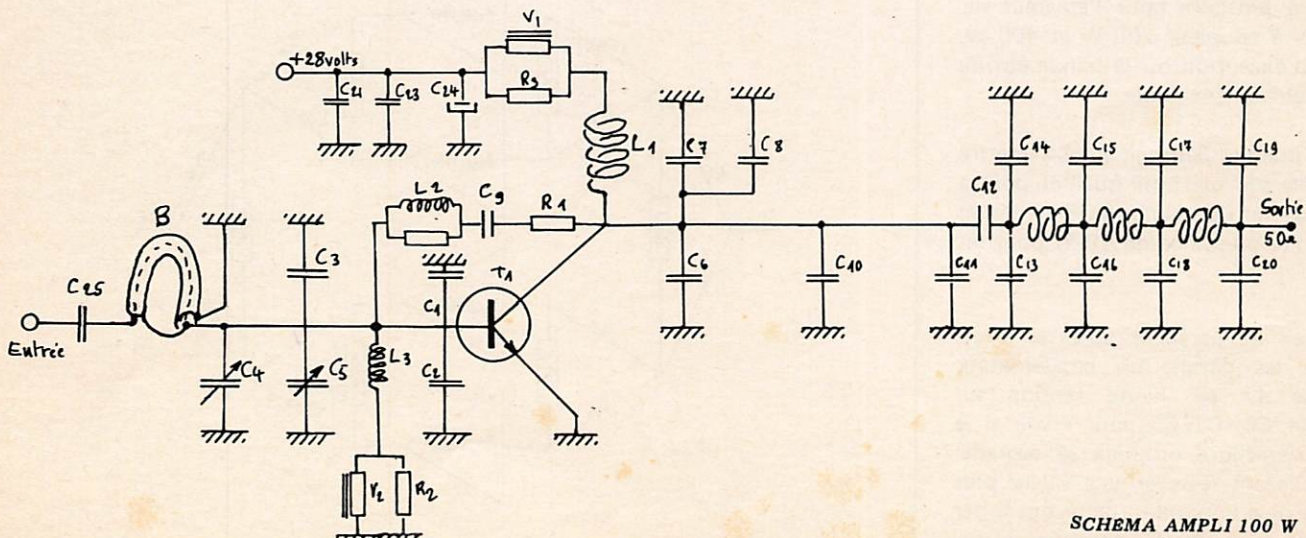 +28volts
V1
R3
C21
C23
C24
L1
C7
C8
C14
C15
C17
C19
L2
C9
R1
C12
Sortie
50Ω
B
C3
T1
C25
C1
C6
C10
C11
C13
C16
C18
C20
Entrée
C4
C5
L3
C2
V2
R2
SCHEMA AMPLI 100 W